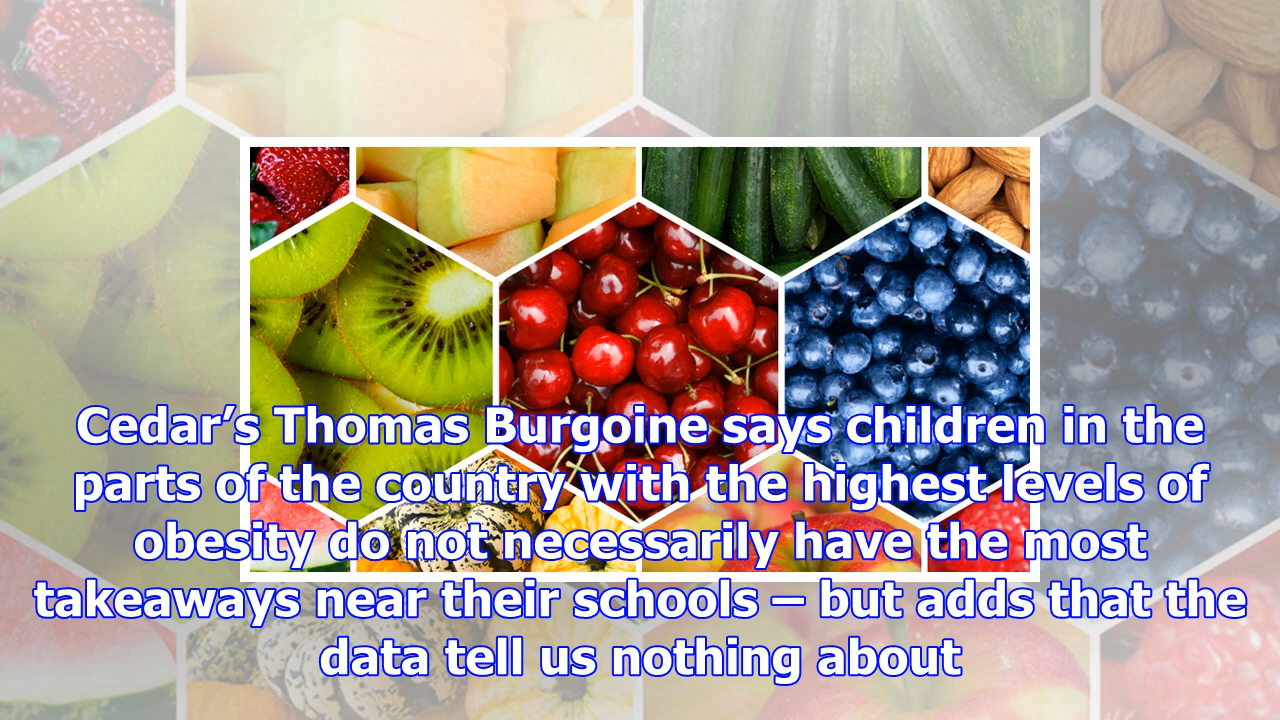 Cedar’s Thomas Burgoine says children in the
parts of the country with the highest levels of
obesity do not necessarily have the most
takeaways near their schools – but adds that the
data tell us nothing about